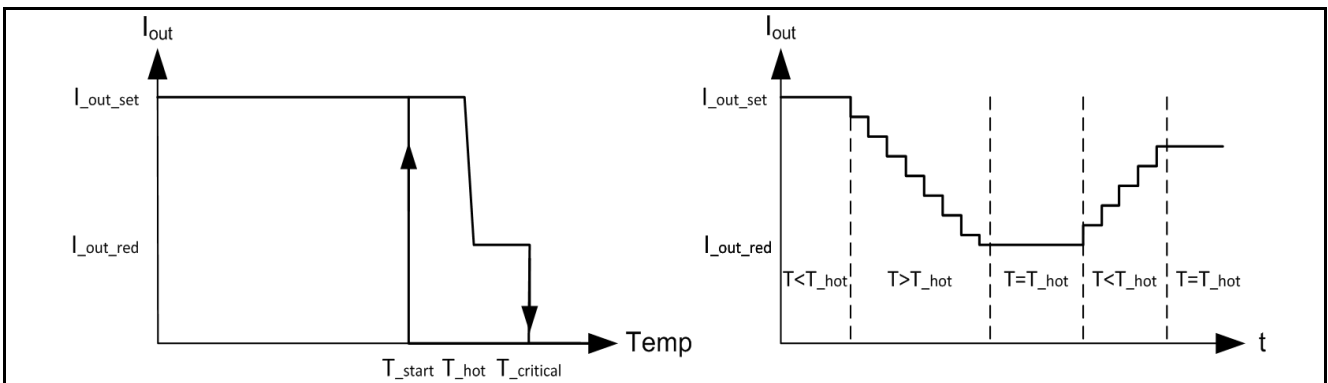 I_out
I_out_set
I_out_red
Temp
T_start T_hot T_critical
I_out
I_out_set
I_out_red
T<T_hot T>T_hot T=T_hot T<T_hot T=T_hot
t